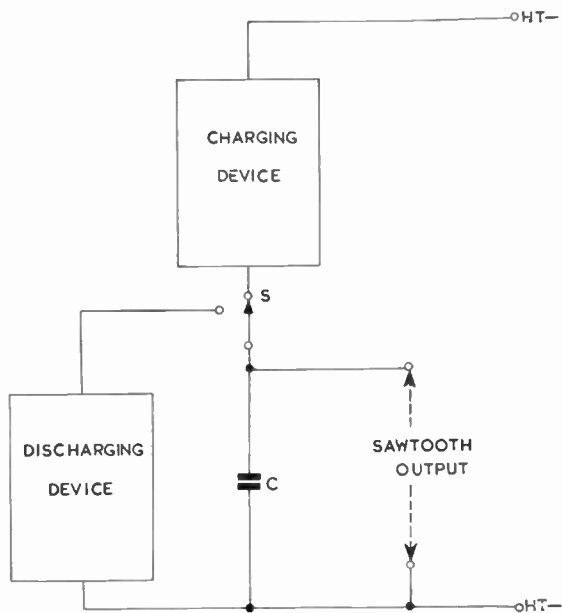 HT–
CHARGING
DEVICE
S
DISCHARGING
DEVICE
C
SAWTOOTH
OUTPUT
HT–